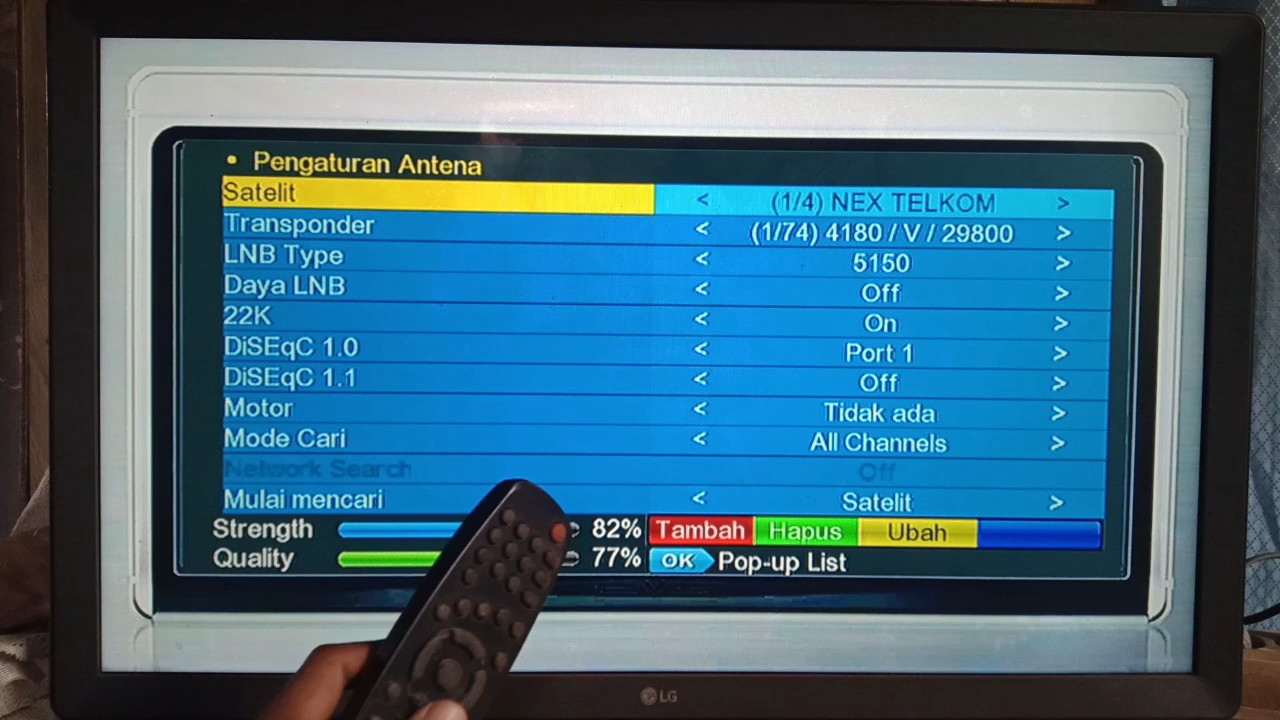 • Pengaturan Antena
Satelit < (1/4) NEX TELKOM >
Transponder < (1/74) 4180 / V / 29800 >
LNB Type < 5150 >
Daya LNB < Off >
22K < On >
DiSEqC 1.0 < Port 1 >
DiSEqC 1.1 < Off >
Motor < Tidak ada >
Mode Cari < All Channels >
Network Search Off
Mulai mencari < Satelit >
Strength 82% Tambah Hapus Ubah
Quality 77% OK Pop-up List
LG